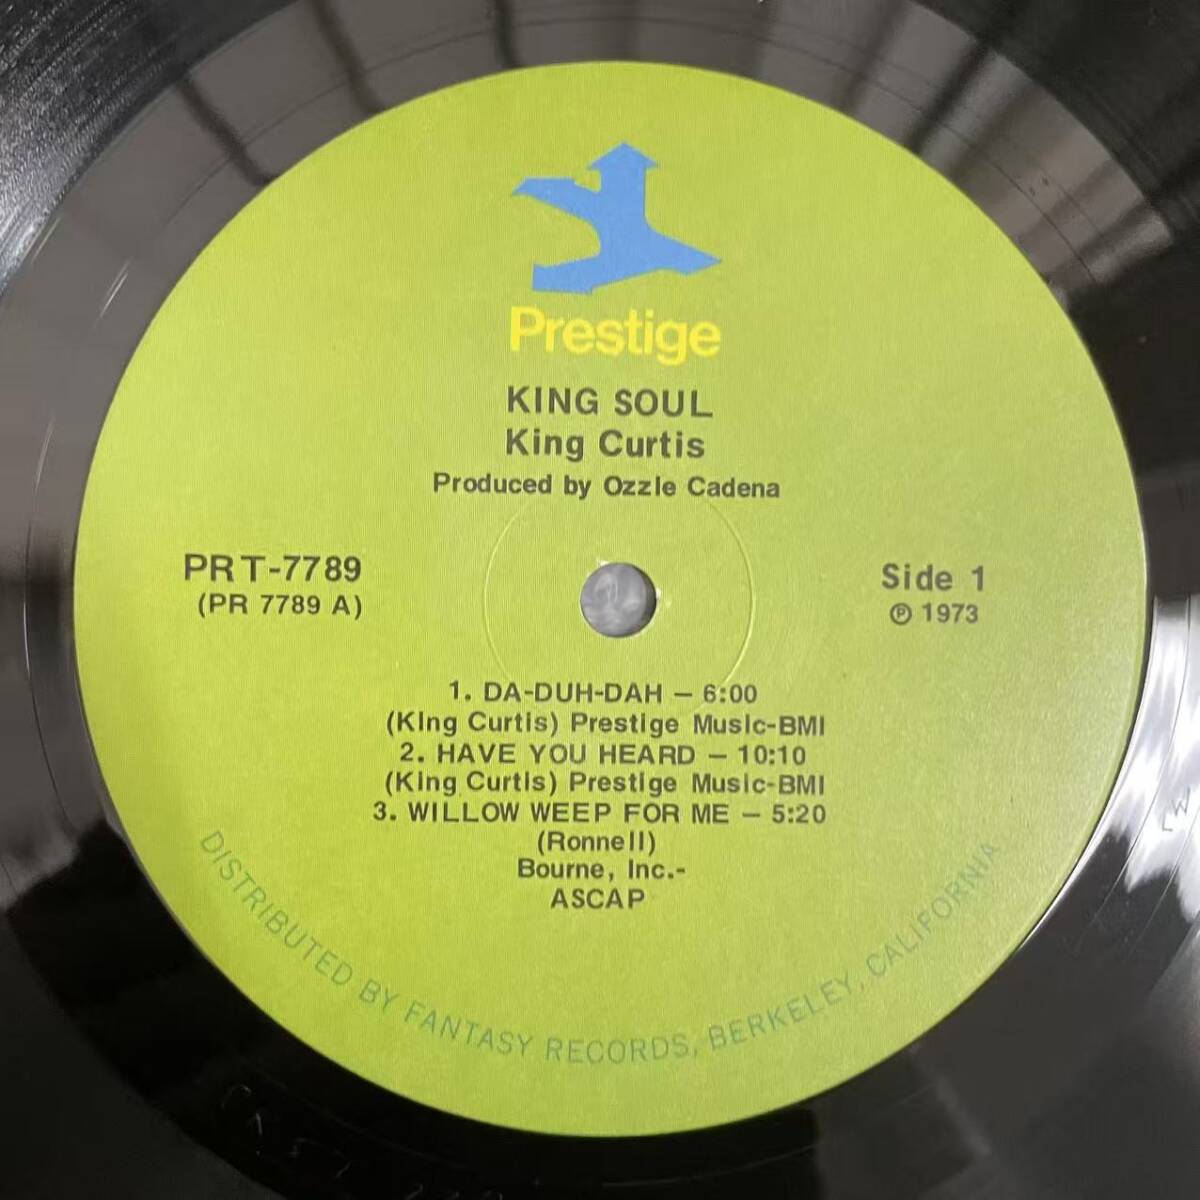 Prestige
KING SOUL
King Curtis
Produced by Ozzie Cadena
PRT-7789
(PR 7789 A)
Side 1
℗ 1973
1. DA-DUH-DAH – 6:00
(King Curtis) Prestige Music-BMI
2. HAVE YOU HEARD – 10:10
(King Curtis) Prestige Music-BMI
3. WILLOW WEEP FOR ME – 5:20
(Ronnell)
Bourne, Inc.-
ASCAP
DISTRIBUTED BY FANTASY RECORDS, BERKELEY, CALIFORNIA